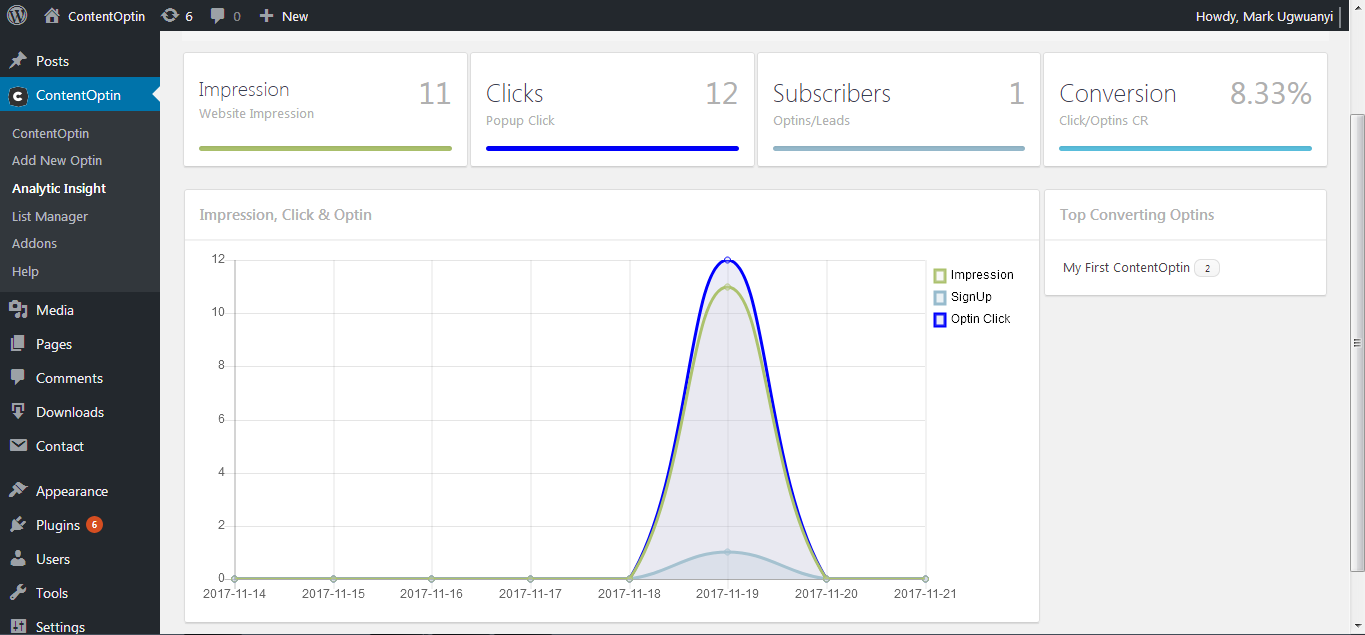 ContentOptin 6 0 New Howdy, Mark Ugwuanyi
Posts
ContentOptin
ContentOptin
Add New Optin
Analytic Insight
List Manager
Addons
Help
Media
Pages
Comments
Downloads
Contact
Appearance
Plugins 6
Users
Tools
Settings
Impression 11
Website Impression
Clicks 12
Popup Click
Subscribers 1
Optins/Leads
Conversion 8.33%
Click/Optins CR
Impression, Click & Optin
12
10
8
6
4
2
0
2017-11-14 2017-11-15 2017-11-16 2017-11-17 2017-11-18 2017-11-19 2017-11-20 2017-11-21
Impression
SignUp
Optin Click
Top Converting Optins
My First ContentOptin 2